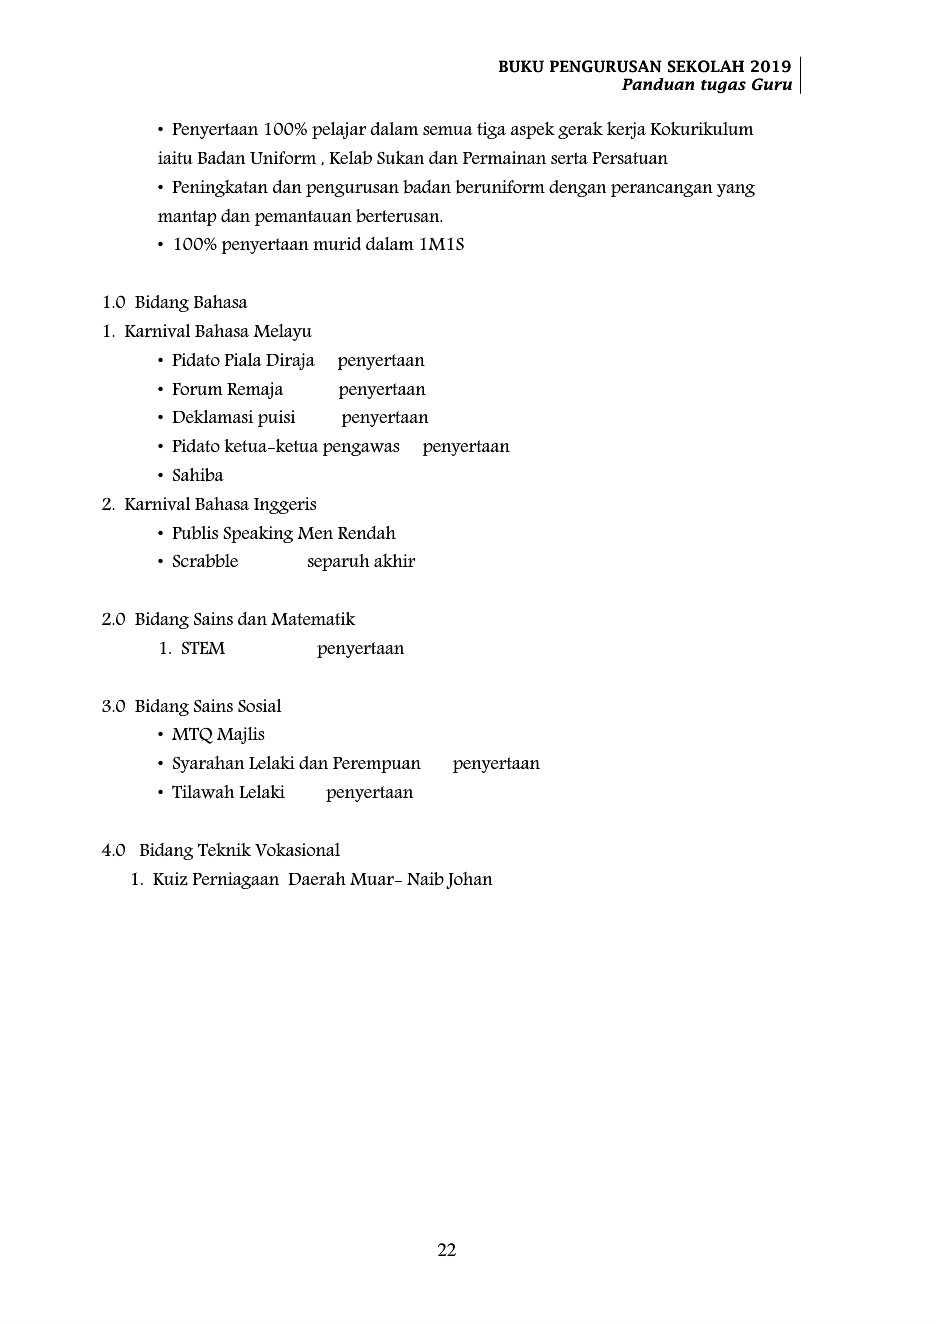 BUKU PENGURUSAN SEKOLAH 2019
Panduan tugas Guru
• Penyertaan 100% pelajar dalam semua tiga aspek gerak kerja Kokurikulum
iaitu Badan Uniform , Kelab Sukan dan Permainan serta Persatuan
• Peningkatan dan pengurusan badan beruniform dengan perancangan yang
mantap dan pemantauan berterusan.
• 100% penyertaan murid dalam 1M1S
1.0 Bidang Bahasa
1. Karnival Bahasa Melayu
• Pidato Piala Diraja penyertaan
• Forum Remaja penyertaan
• Deklamasi puisi penyertaan
• Pidato ketua-ketua pengawas penyertaan
• Sahiba
2. Karnival Bahasa Inggeris
• Publis Speaking Men Rendah
• Scrabble separuh akhir
2.0 Bidang Sains dan Matematik
1. STEM penyertaan
3.0 Bidang Sains Sosial
• MTQ Majlis
• Syarahan Lelaki dan Perempuan penyertaan
• Tilawah Lelaki penyertaan
4.0 Bidang Teknik Vokasional
1. Kuiz Perniagaan Daerah Muar- Naib Johan
22